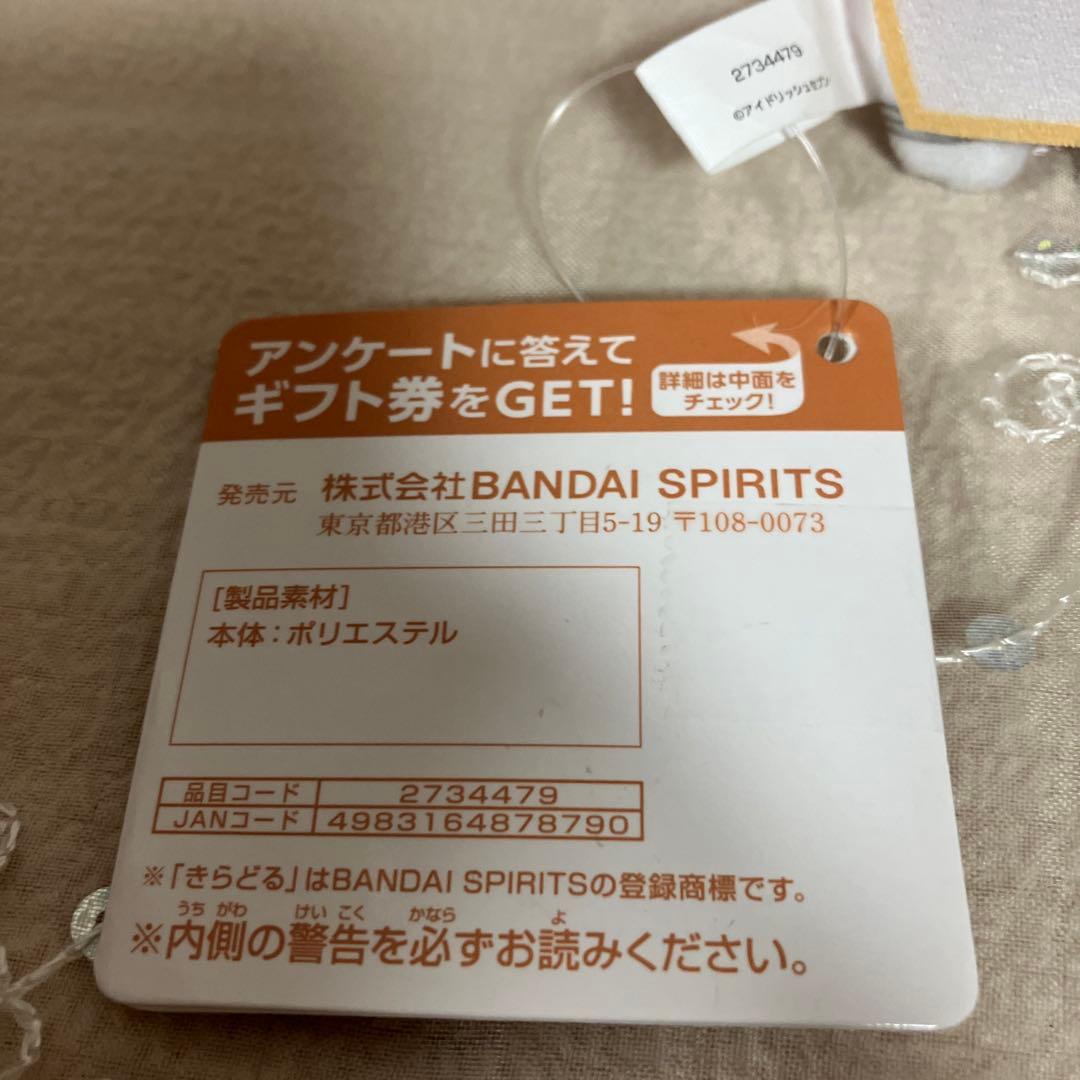 2734479
©アイドリッシュセブン
アンケートに答えて
ギフト券をGET!
詳細は中面を
チェック!
発売元 株式会社BANDAI SPIRITS
東京都港区三田三丁目5-19 〒108-0073
[製品素材]
本体:ポリエステル
品目コード 2734479
JANコード 4983164878790
※「きらどる」はBANDAI SPIRITSの登録商標です。
うちがわ けいこく かなら よ
※内側の警告を必ずお読みください。